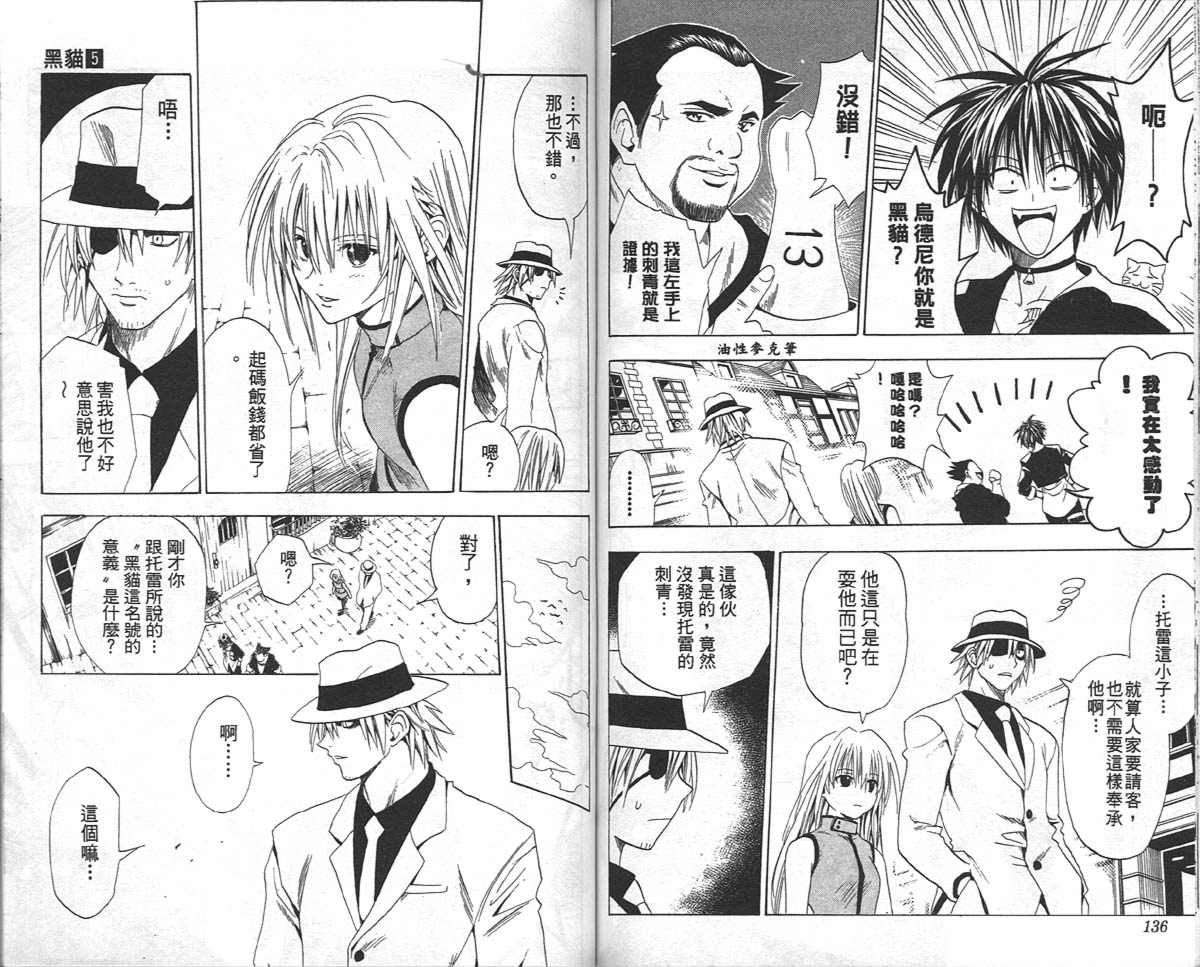 呃
——？
烏德尼你就是
黑貓？
沒錯！
13
我這左手上
的刺青就是
證據！
油性麥克筆
我實在太感動了
！
是嗎？
嘎哈哈哈哈
！
………
…托雷這小子…
就算人家要請客，
也不需要這樣奉承
他啊…
他這只是在
耍他而已吧？
這傢伙
真是的，竟然
沒發現托雷的
刺青…
136
黑貓5
…不過，
那也不錯。
嗯？
起碼飯錢都省了
。
唔…
害我也不好
意思說他了
～
對了，
嗯？
剛才你
跟托雷所說的…
〝黑貓這名號的
意義〞是什麼？
啊……
這個嘛…